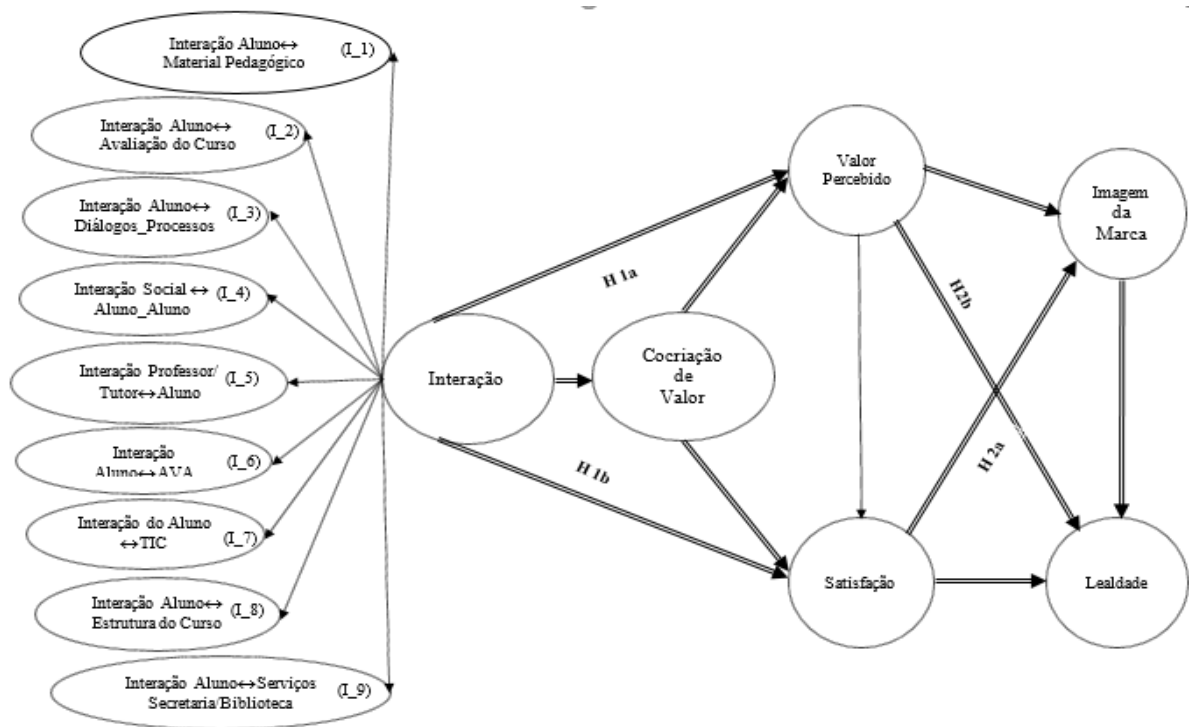 Interação Aluno↔ (I_1)
Material Pedagógico
Interação Aluno↔ (I_2)
Avaliação do Curso
Interação Aluno↔ (I_3)
Diálogos_Processos
Interação Social↔ (I_4)
Aluno_Aluno
Interação Professor/ (I_5)
Tutor↔Aluno
Interação (I_6)
Aluno↔AVA
Interação do Aluno (I_7)
↔TIC
Interação Aluno↔ (I_8)
Estrutura do Curso
Interação Aluno↔Serviços (I_9)
Secretaria/Biblioteca
Interação
H 1a
H 1b
Cocriação
de
Valor
Valor
Percebido
Satisfação
H2b
H 2a
Imagem
da
Marca
Lealdade